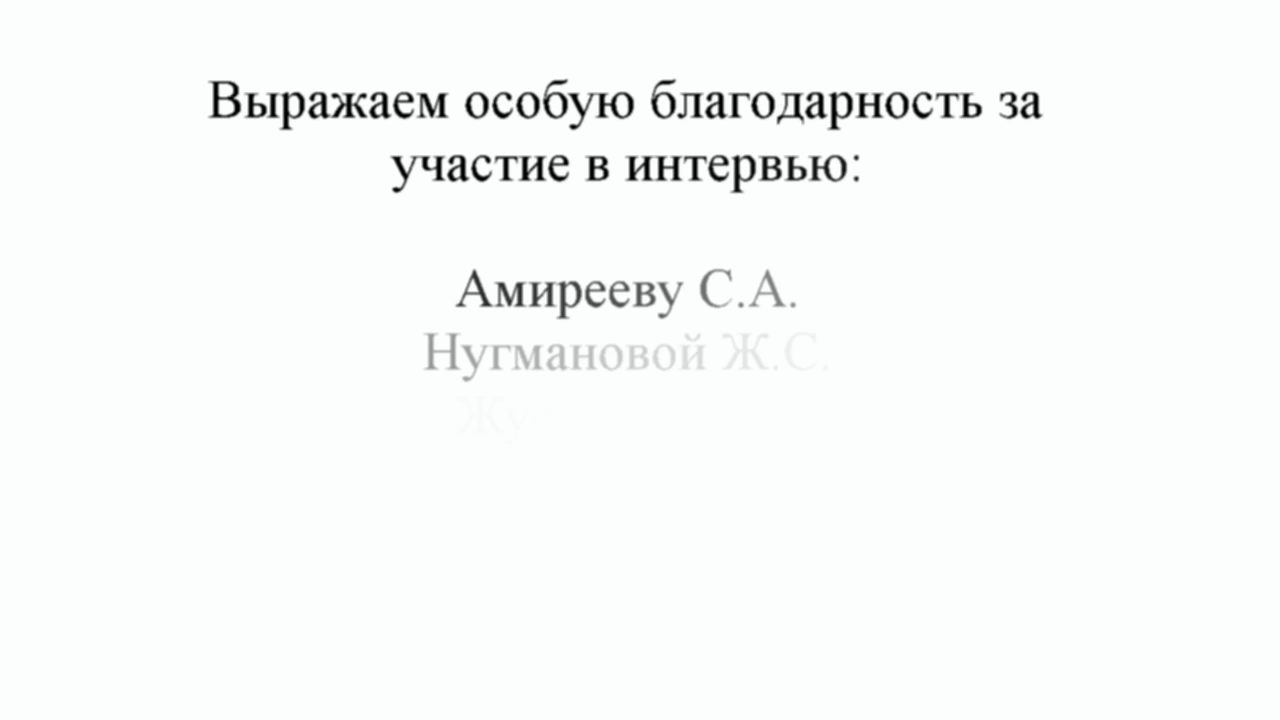 Выражаем особую благодарность за
участие в интервью:
Амирееву С.А.
Нугмановой Ж.С.